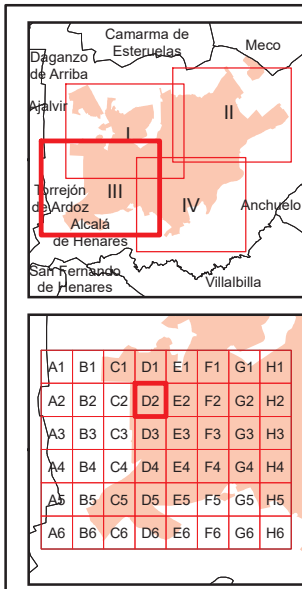 Camarma de
Esteruelas
Meco
Daganzo
de Arriba
Ajalvir
I
II
Torrejón
de Ardoz
III
IV
Anchuelo
Alcalá
de Henares
San Fernando
de Henares
Villalbilla
A1 B1 C1 D1 E1 F1 G1 H1
A2 B2 C2 D2 E2 F2 G2 H2
A3 B3 C3 D3 E3 F3 G3 H3
A4 B4 C4 D4 E4 F4 G4 H4
A5 B5 C5 D5 E5 F5 G5 H5
A6 B6 C6 D6 E6 F6 G6 H6